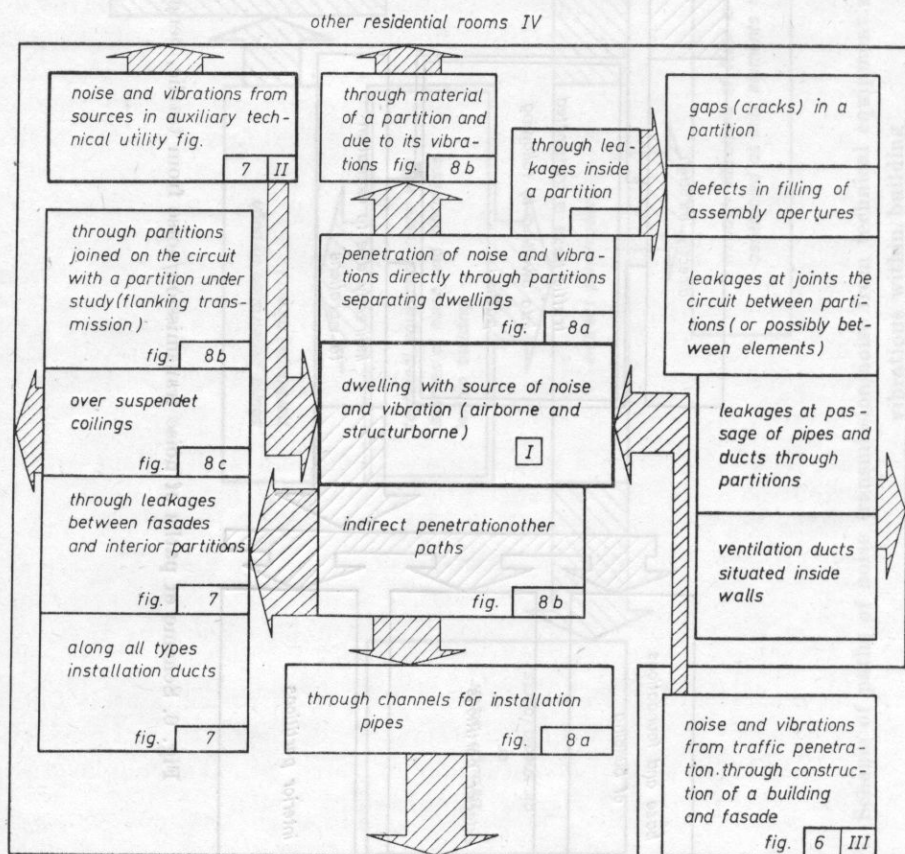 other residential rooms IV
noise and vibrations from
sources in auxiliary tech-
nical utility fig.
7 II
through material
of a partition and
due to its vibra-
tions fig. 8 b
through lea-
kages inside
a partition
gaps (cracks) in a
partition
defects in filling of
assembly apertures
leakages at joints the
circuit between parti-
tions (or possibly bet-
ween elements)
leakages at pas-
sage of pipes and
ducts through
partitions
ventilation ducts
situated inside
walls
through partitions
joined on the circuit
with a partition under
study (flanking trans-
mission)
fig. 8b
over suspendet
coilings
fig. 8c
through leakages
between fasades
and interior partitions
fig. 7
along all types
installation ducts
fig. 7
penetration of noise and vibra-
tions directly through partitions
separating dwellings
fig. 8a
dwelling with source of noise
and vibration (airborne and
structurborne)
I
indirect penetrationother
paths
fig. 8b
through channels for installation
pipes
fig. 8a
noise and vibrations
from traffic penetra-
tion. through construc-
tion of a building
and fasade
fig. 6 III